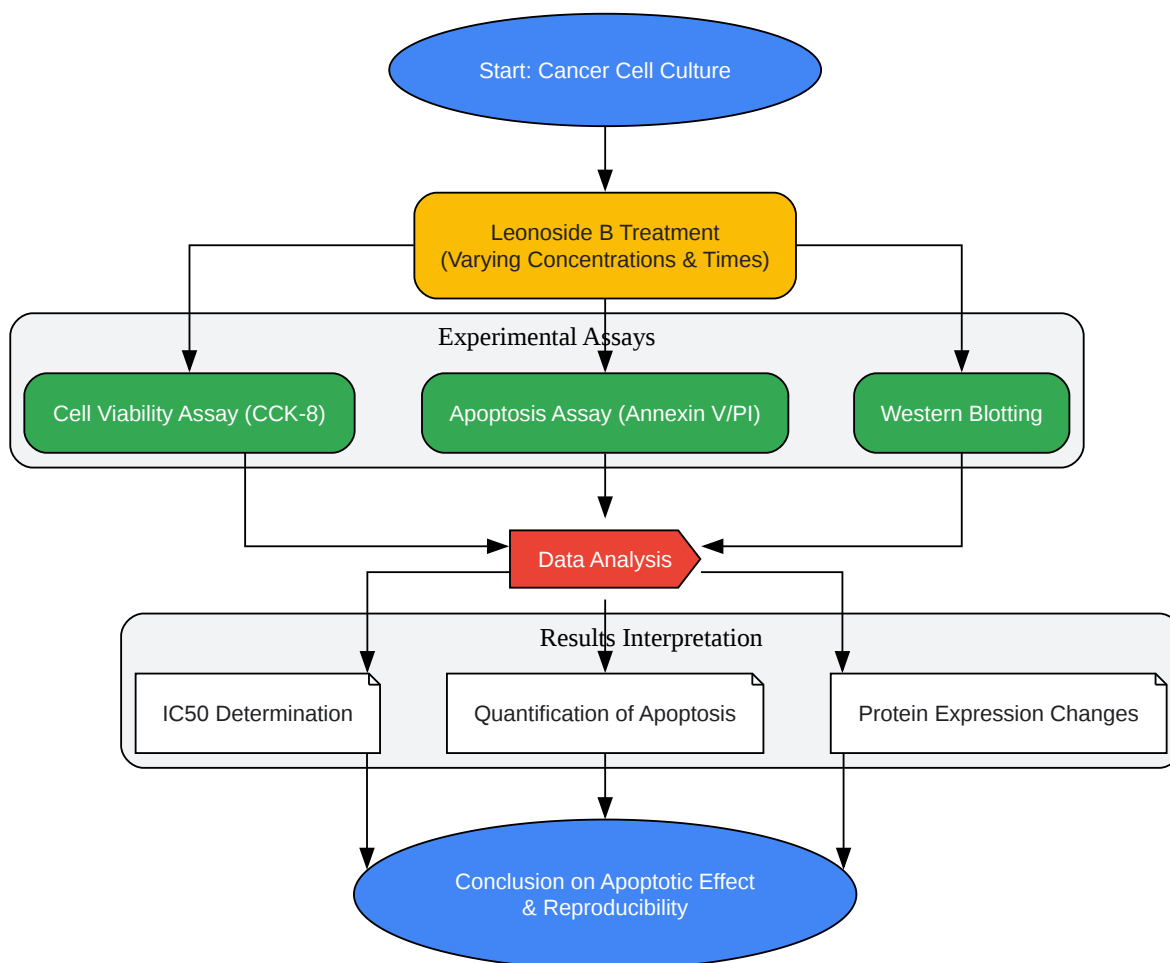 Start: Cancer Cell Culture
Leonoside B Treatment
(Varying Concentrations & Times)
Experimental Assays
Cell Viability Assay (CCK-8)
Apoptosis Assay (Annexin V/PI)
Western Blotting
Data Analysis
Results Interpretation
IC50 Determination
Quantification of Apoptosis
Protein Expression Changes
Conclusion on Apoptotic Effect
& Reproducibility